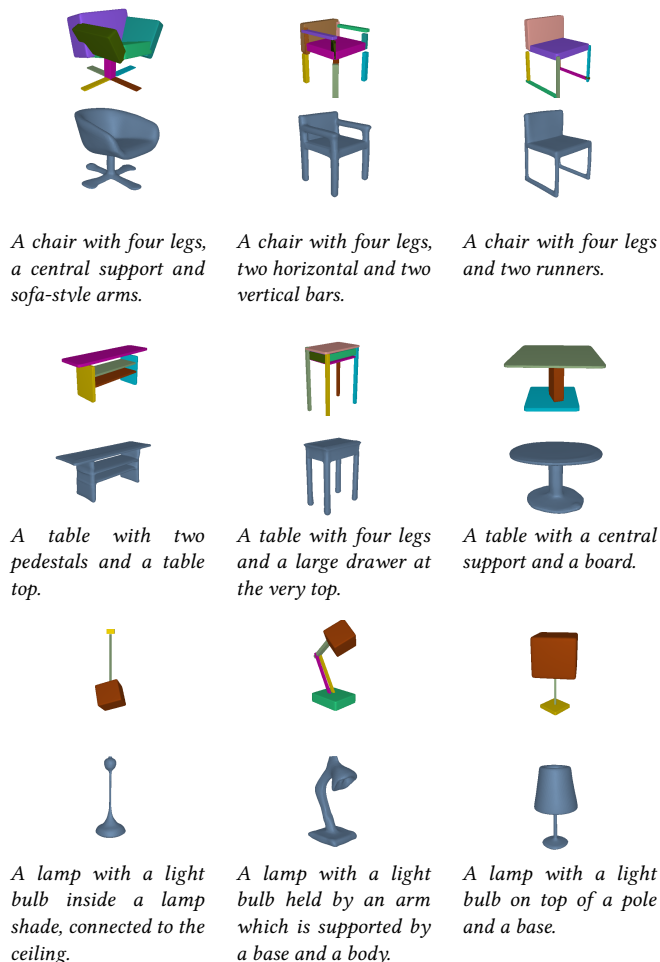 A chair with four legs,
a central support and
sofa-style arms.
A chair with four legs,
two horizontal and two
vertical bars.
A chair with four legs
and two runners.
A table with two
pedestals and a table
top.
A table with four legs
and a large drawer at
the very top.
A table with a central
support and a board.
A lamp with a light
bulb inside a lamp
shade, connected to the
ceiling.
A lamp with a light
bulb held by an arm
which is supported by
a base and a body.
A lamp with a light
bulb on top of a pole
and a base.